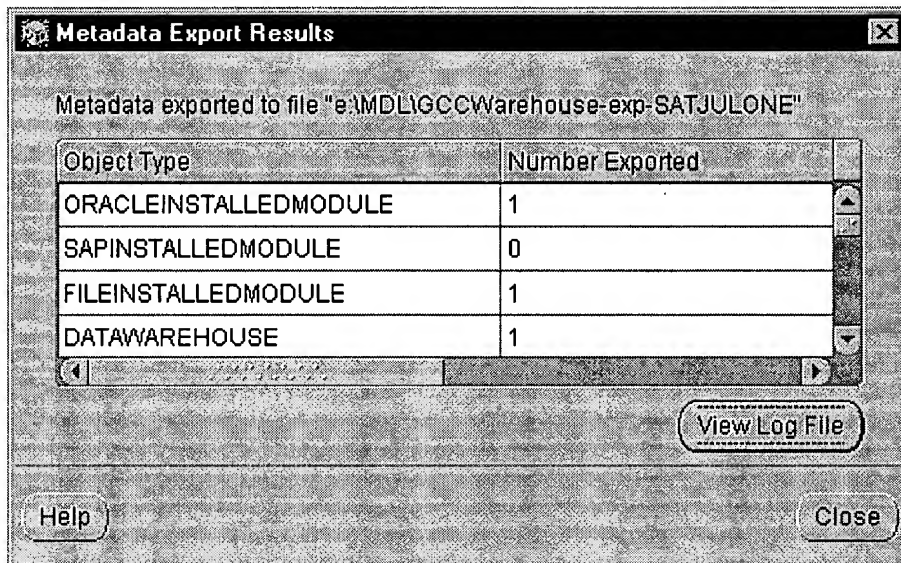 Metadata Export Results
Metadata exported to file "e:\MDL\GCCWarehouse-exp-SATJULONE"
Object Type Number Exported
ORACLEINSTALLEDMODULE 1
SAPINSTALLEDMODULE 0
FILEINSTALLEDMODULE 1
DATAWAREHOUSE 1
View Log File
Help Close